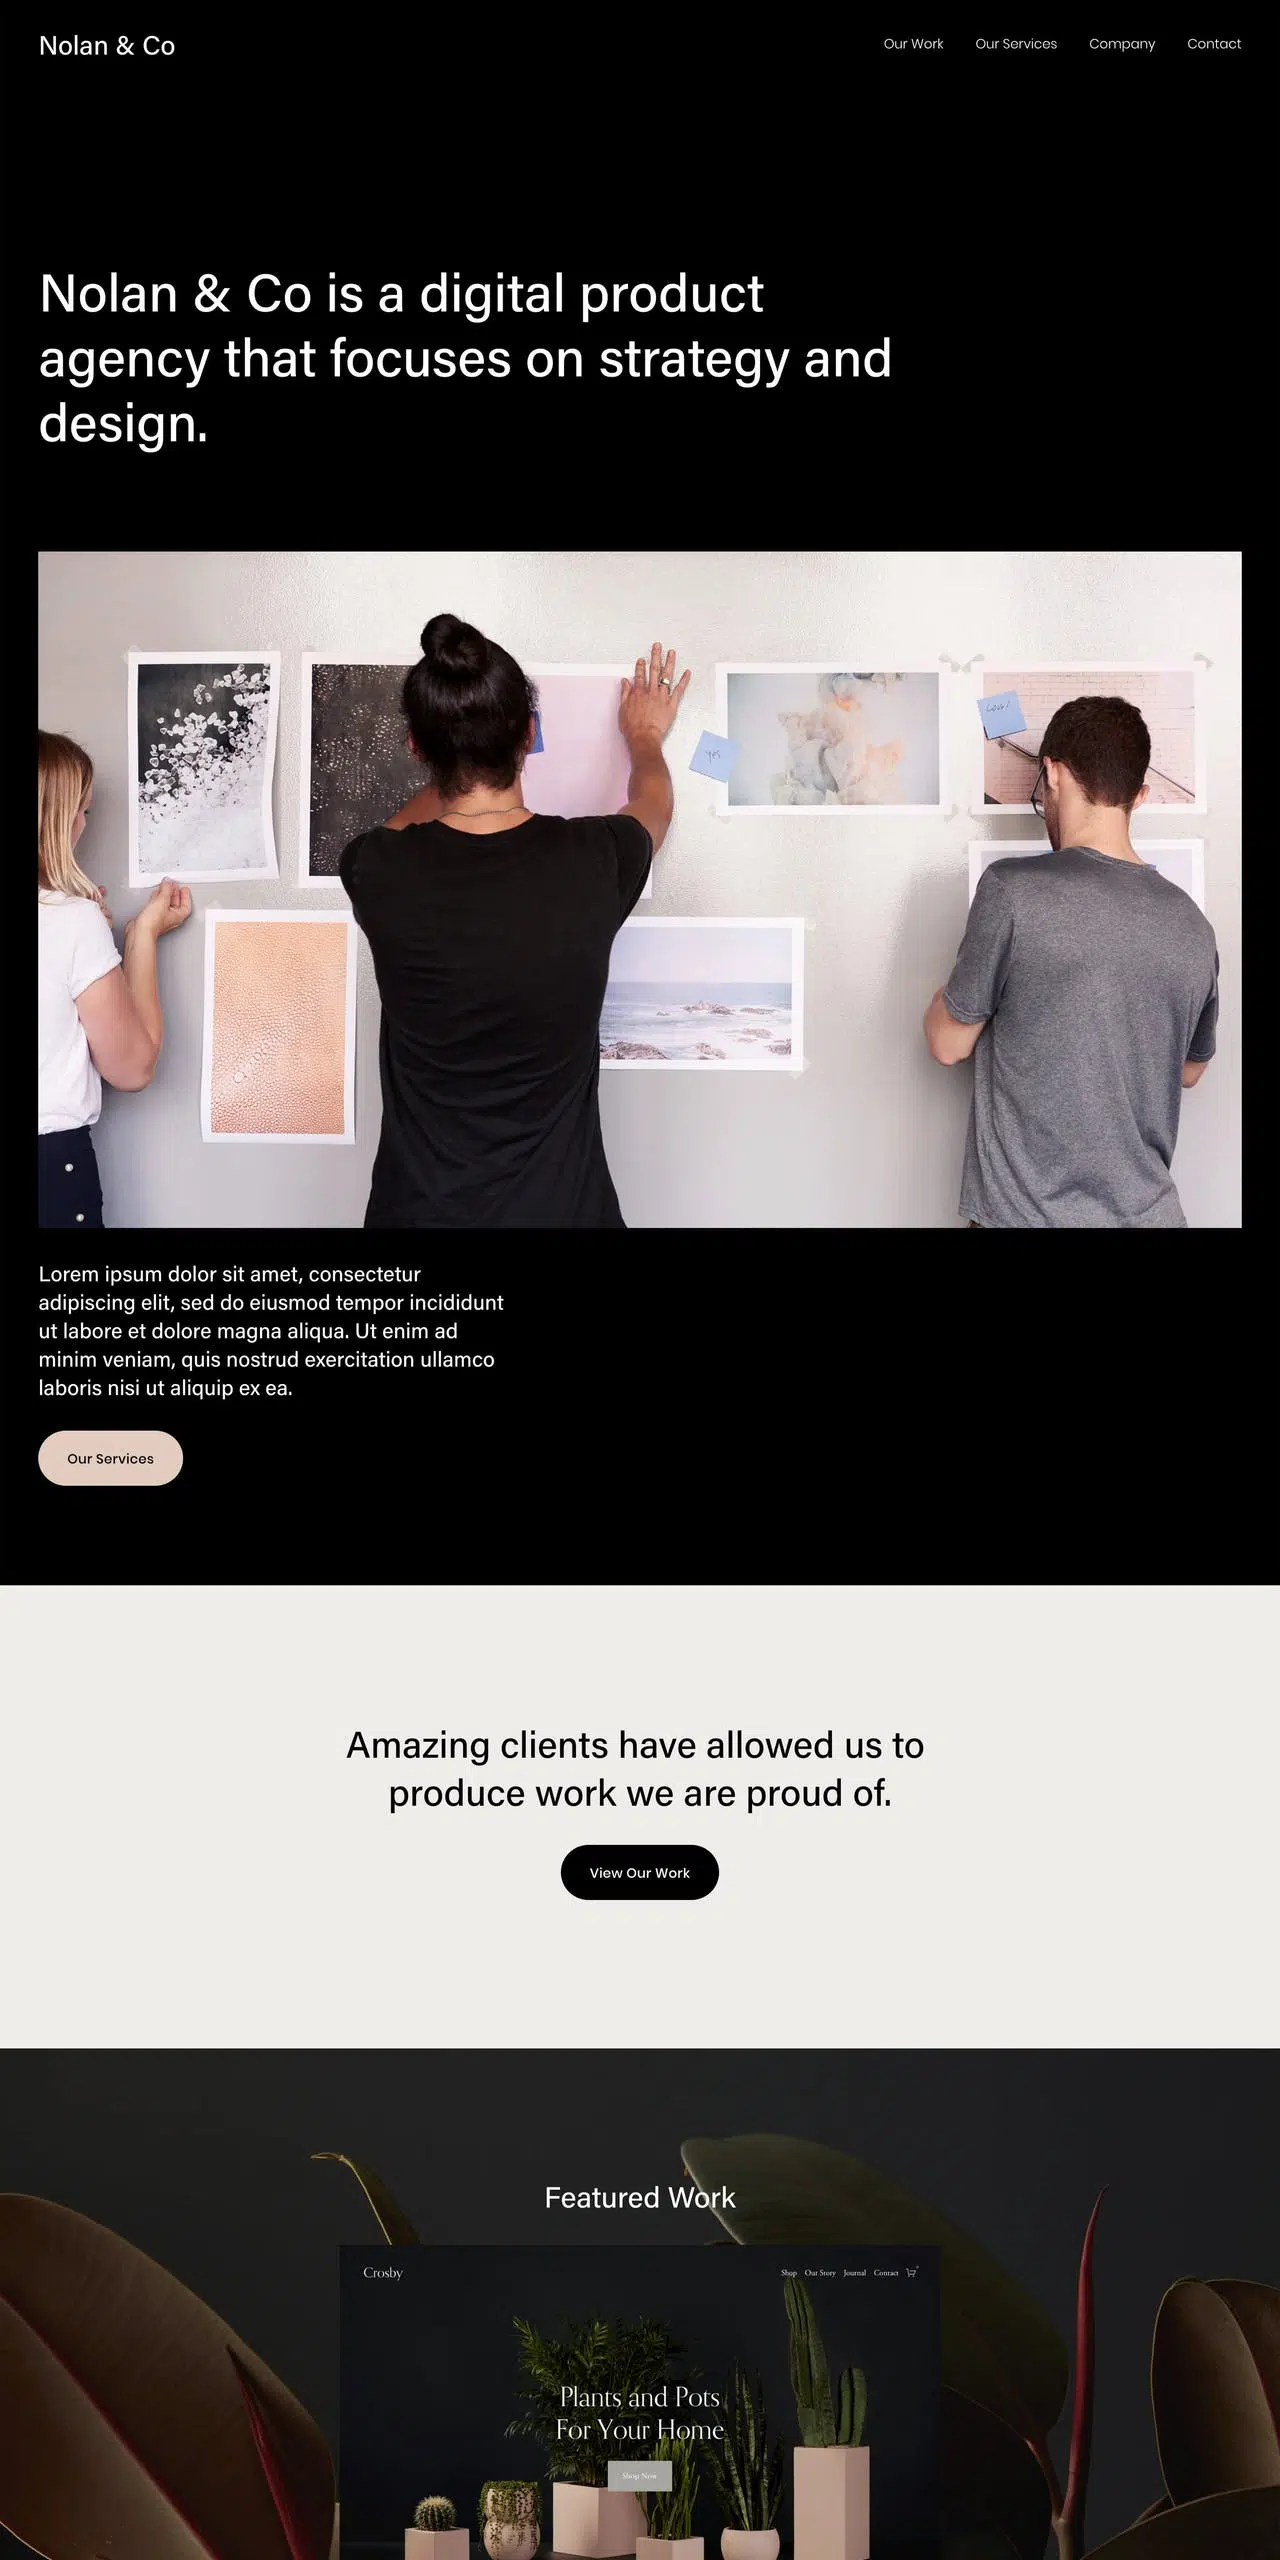 Nolan & Co
Our Work Our Services Company Contact
Nolan & Co is a digital product
agency that focuses on strategy and
design.
yes
Love!
Lorem ipsum dolor sit amet, consectetur
adipiscing elit, sed do eiusmod tempor incididunt
ut labore et dolore magna aliqua. Ut enim ad
minim veniam, quis nostrud exercitation ullamco
laboris nisi ut aliquip ex ea.
Our Services
Amazing clients have allowed us to
produce work we are proud of.
View Our Work
Featured Work
Crosby
Shop Our Story Journal Contact
Plants and Pots
For Your Home
Shop Now